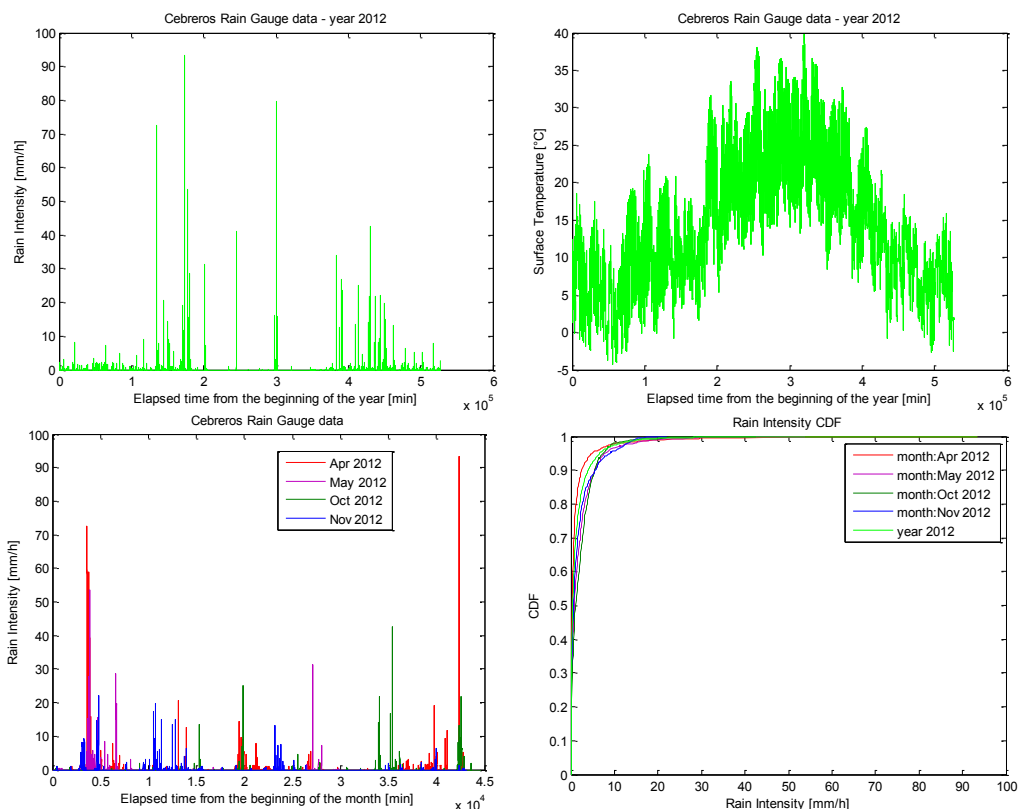 Cebreros Rain Gauge data - year 2012
100
90
80
70
60
50
40
30
20
10
0
Rain Intensity [mm/h]
0 1 2 3 4 5 6
Elapsed time from the beginning of the year [min]
x 10^5
Cebreros Rain Gauge data - year 2012
40
35
30
25
20
15
10
5
0
-5
Surface Temperature [°C]
0 1 2 3 4 5 6
Elapsed time from the beginning of the year [min]
x 10^5
Cebreros Rain Gauge data
100
90
80
70
60
50
40
30
20
10
0
Rain Intensity [mm/h]
Apr 2012
May 2012
Oct 2012
Nov 2012
0 0.5 1 1.5 2 2.5 3 3.5 4 4.5
Elapsed time from the beginning of the month [min]
x 10^4
Rain Intensity CDF
1
0.9
0.8
0.7
0.6
0.5
0.4
0.3
0.2
0.1
0
CDF
month:Apr 2012
month:May 2012
month:Oct 2012
month:Nov 2012
year 2012
0 10 20 30 40 50 60 70 80 90 100
Rain Intensity [mm/h]